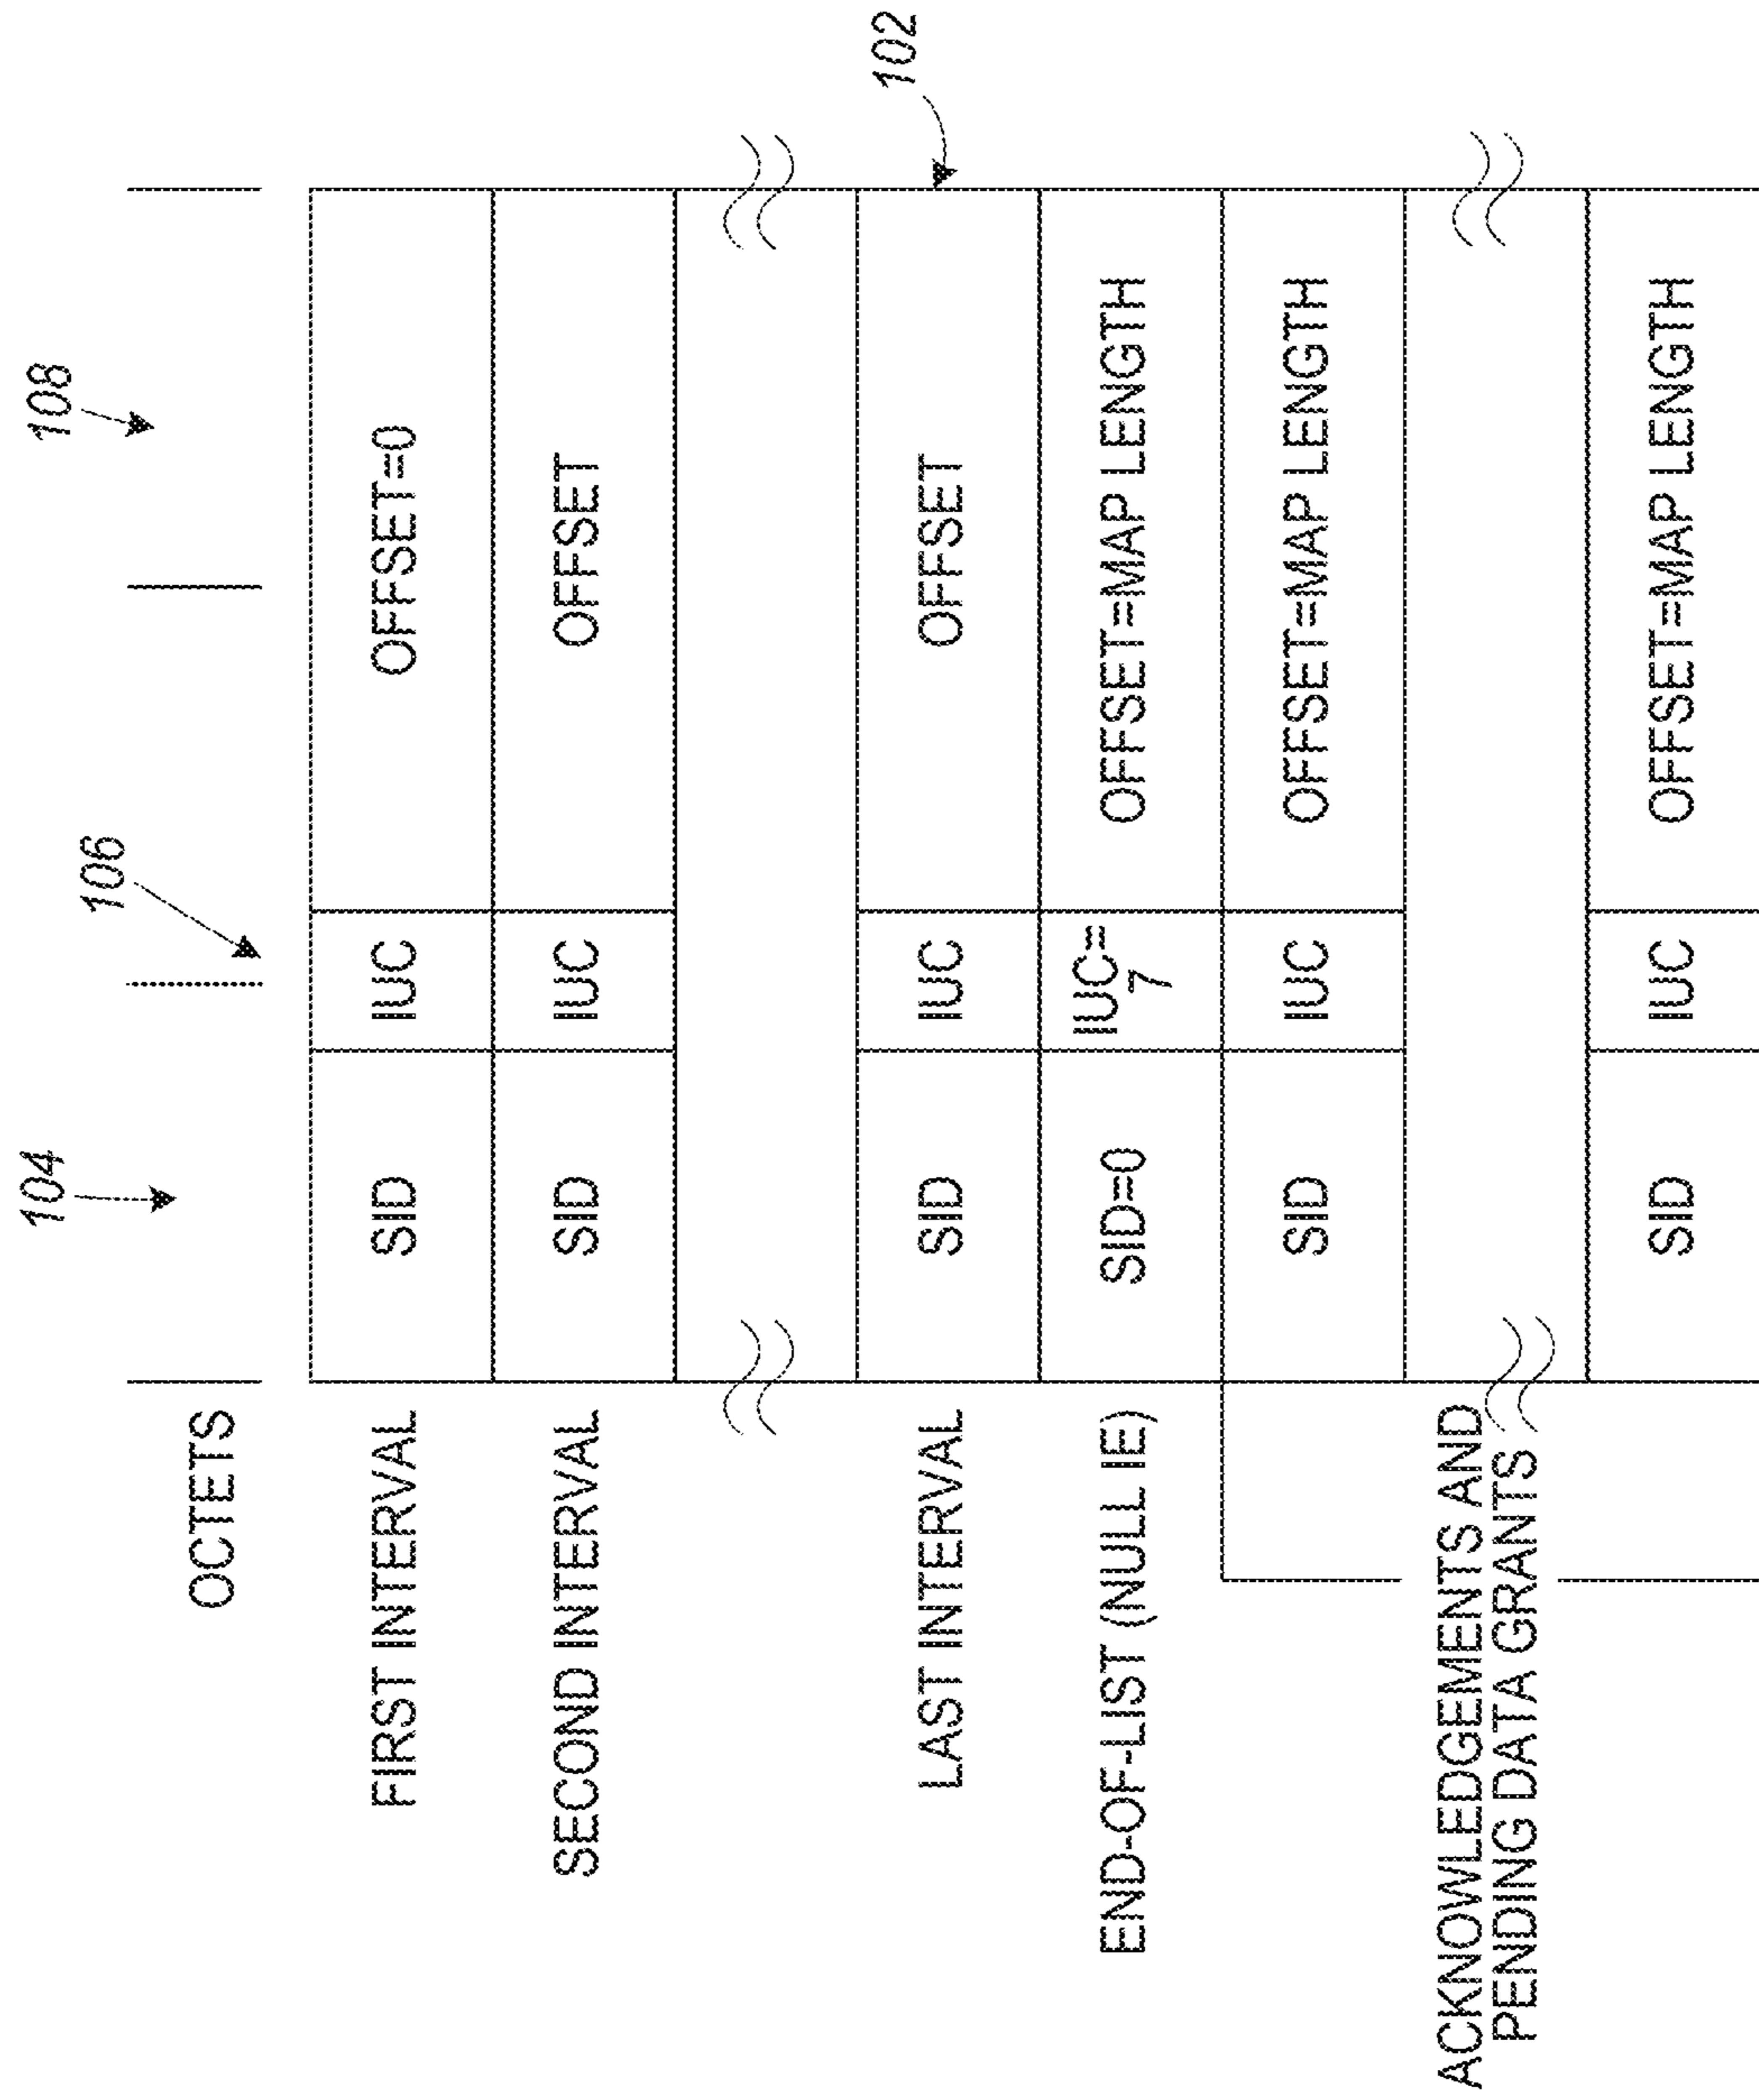 104
106
108
OCTETS
FIRST INTERVAL
SID
IUC
OFFSET=0
SECOND INTERVAL
SID
IUC
OFFSET
LAST INTERVAL
SID
IUC
OFFSET
102
END-OF-LIST (NULL IE)
SID=0
IUC=
7
OFFSET=MAP LENGTH
SID
IUC
OFFSET=MAP LENGTH
ACKNOWLEDGEMENTS AND
PENDING DATA GRANTS
SID
IUC
OFFSET=MAP LENGTH